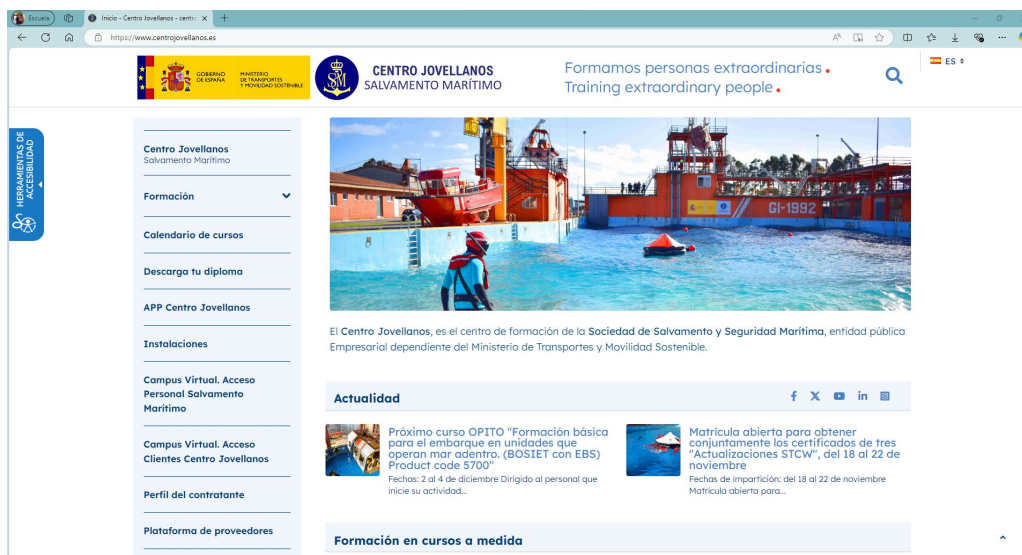 Escuela
Inicio - Centro Jovellanos - centro
https://www.centrojovellanos.es
GOBIERNO
DE ESPAÑA
MINISTERIO
DE TRANSPORTES
Y MOVILIDAD SOSTENIBLE
SM
CENTRO JOVELLANOS
SALVAMENTO MARÍTIMO
Formamos personas extraordinarias.
Training extraordinary people.
ES
HERRAMIENTAS DE
ACCESIBILIDAD
Centro Jovellanos
Salvamento Marítimo
Formación
Calendario de cursos
Descarga tu diploma
APP Centro Jovellanos
Instalaciones
Campus Virtual. Acceso
Personal Salvamento
Marítimo
Campus Virtual. Acceso
Clientes Centro Jovellanos
Perfil del contratante
Plataforma de proveedores
GI-1992
El Centro Jovellanos, es el centro de formación de la Sociedad de Salvamento y Seguridad Marítima, entidad pública
Empresarial dependiente del Ministerio de Transportes y Movilidad Sostenible.
Actualidad
Próximo curso OPITO "Formación básica
para el embarque en unidades que
operan mar adentro. (BOSIET con EBS)
Product code 5700"
Fechas: 2 al 4 de diciembre Dirigido al personal que
inicie su actividad...
Matrícula abierta para obtener
conjuntamente los certificados de tres
"Actualizaciones STCW", del 18 al 22 de
noviembre
Fechas de impartición: del 18 al 22 de noviembre
Matrícula abierta para...
Formación en cursos a medida